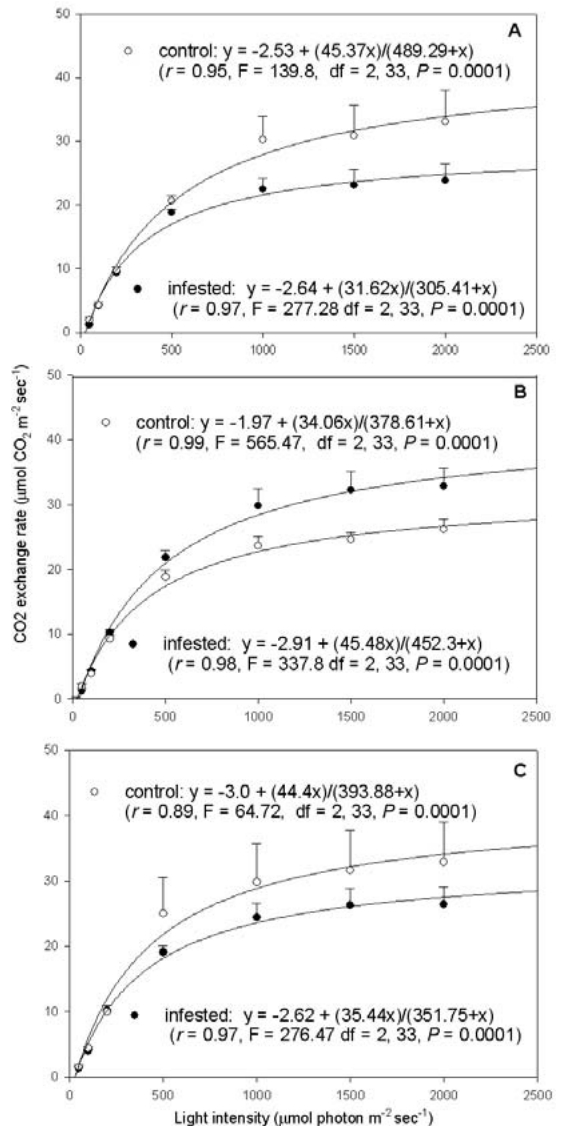 50
A
control: y = -2.53 + (45.37x)/(489.29+x)
(r = 0.95, F = 139.8, df = 2, 33, P = 0.0001)
40
30
20
10
infested: y = -2.64 + (31.62x)/(305.41+x)
(r = 0.97, F = 277.28 df = 2, 33, P = 0.0001)
0
0 500 1000 1500 2000 2500
CO2 exchange rate (µmol CO₂ m⁻² sec⁻¹)
50
B
control: y = -1.97 + (34.06x)/(378.61+x)
(r = 0.99, F = 565.47, df = 2, 33, P = 0.0001)
40
30
20
10
infested: y = -2.91 + (45.48x)/(452.3+x)
(r = 0.98, F = 337.8 df = 2, 33, P = 0.0001)
0
0 500 1000 1500 2000 2500
50
C
control: y = -3.0 + (44.4x)/(393.88+x)
(r = 0.89, F = 64.72, df = 2, 33, P = 0.0001)
40
30
20
10
infested: y = -2.62 + (35.44x)/(351.75+x)
(r = 0.97, F = 276.47 df = 2, 33, P = 0.0001)
0
0 500 1000 1500 2000 2500
Light intensity (µmol photon m⁻² sec⁻¹)